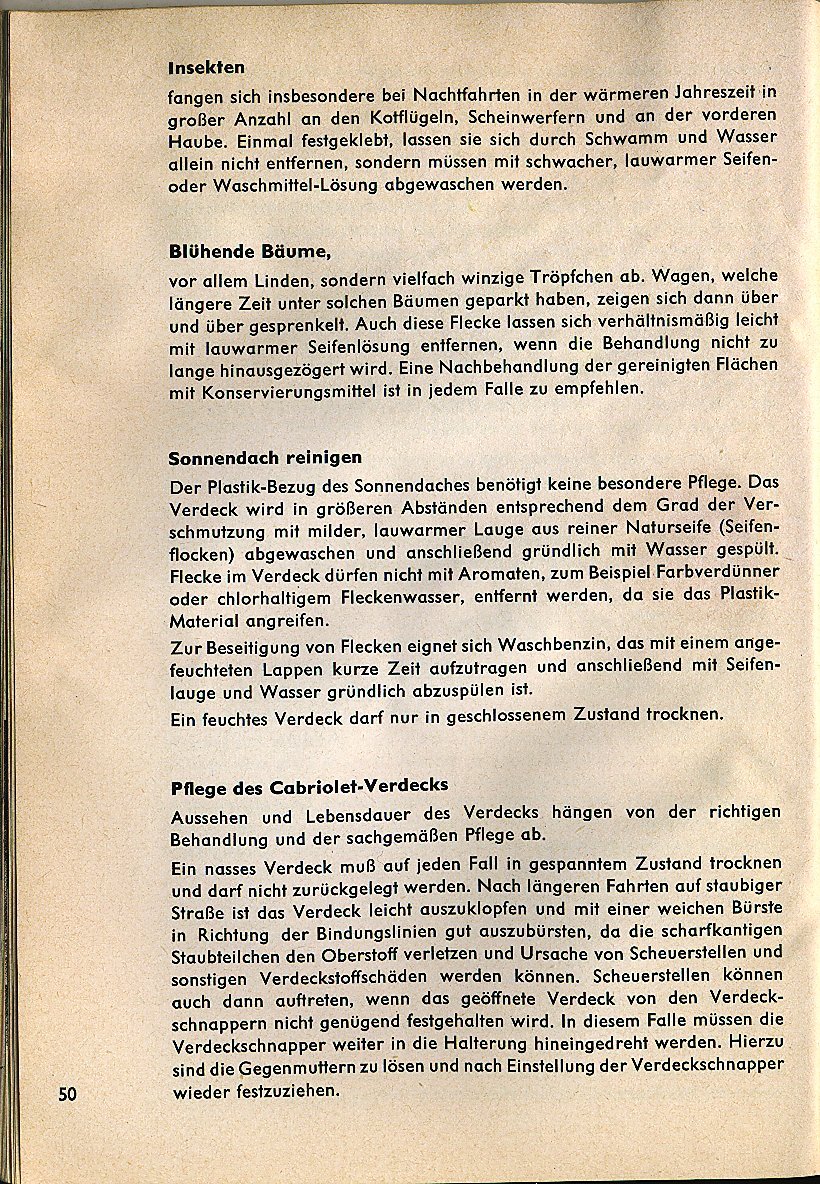 Insekten
fangen sich insbesondere bei Nachtfahrten in der wärmeren Jahreszeit in
großer Anzahl an den Kotflügeln, Scheinwerfern und an der vorderen
Haube. Einmal festgeklebt, lassen sie sich durch Schwamm und Wasser
allein nicht entfernen, sondern müssen mit schwacher, lauwarmer Seifen-
oder Waschmittel-Lösung abgewaschen werden.
Blühende Bäume,
vor allem Linden, sondern vielfach winzige Tröpfchen ab. Wagen, welche
längere Zeit unter solchen Bäumen geparkt haben, zeigen sich dann über
und über gesprenkelt. Auch diese Flecke lassen sich verhältnismäßig leicht
mit lauwarmer Seifenlösung entfernen, wenn die Behandlung nicht zu
lange hinausgezögert wird. Eine Nachbehandlung der gereinigten Flächen
mit Konservierungsmittel ist in jedem Falle zu empfehlen.
Sonnendach reinigen
Der Plastik-Bezug des Sonnendaches benötigt keine besondere Pflege. Das
Verdeck wird in größeren Abständen entsprechend dem Grad der Ver-
schmutzung mit milder, lauwarmer Lauge aus reiner Naturseife (Seifen-
flocken) abgewaschen und anschließend gründlich mit Wasser gespült.
Flecke im Verdeck dürfen nicht mit Aromaten, zum Beispiel Farbverdünner
oder chlorhaltigem Fleckenwasser, entfernt werden, da sie das Plastik-
Material angreifen.
Zur Beseitigung von Flecken eignet sich Waschbenzin, das mit einem ange-
feuchteten Lappen kurze Zeit aufzutragen und anschließend mit Seifen-
lauge und Wasser gründlich abzuspülen ist.
Ein feuchtes Verdeck darf nur in geschlossenem Zustand trocknen.
Pflege des Cabriolet-Verdecks
Aussehen und Lebensdauer des Verdecks hängen von der richtigen
Behandlung und der sachgemäßen Pflege ab.
Ein nasses Verdeck muß auf jeden Fall in gespanntem Zustand trocknen
und darf nicht zurückgelegt werden. Nach längeren Fahrten auf staubiger
Straße ist das Verdeck leicht auszuklopfen und mit einer weichen Bürste
in Richtung der Bindungslinien gut auszubürsten, da die scharfkantigen
Staubteilchen den Oberstoff verletzen und Ursache von Scheuerstellen und
sonstigen Verdeckstoffschäden werden können. Scheuerstellen können
auch dann auftreten, wenn das geöffnete Verdeck von den Verdeck-
schnappern nicht genügend festgehalten wird. In diesem Falle müssen die
Verdeckschnapper weiter in die Halterung hineingedreht werden. Hierzu
sind die Gegenmuttern zu lösen und nach Einstellung der Verdeckschnapper
wieder festzuziehen.
50